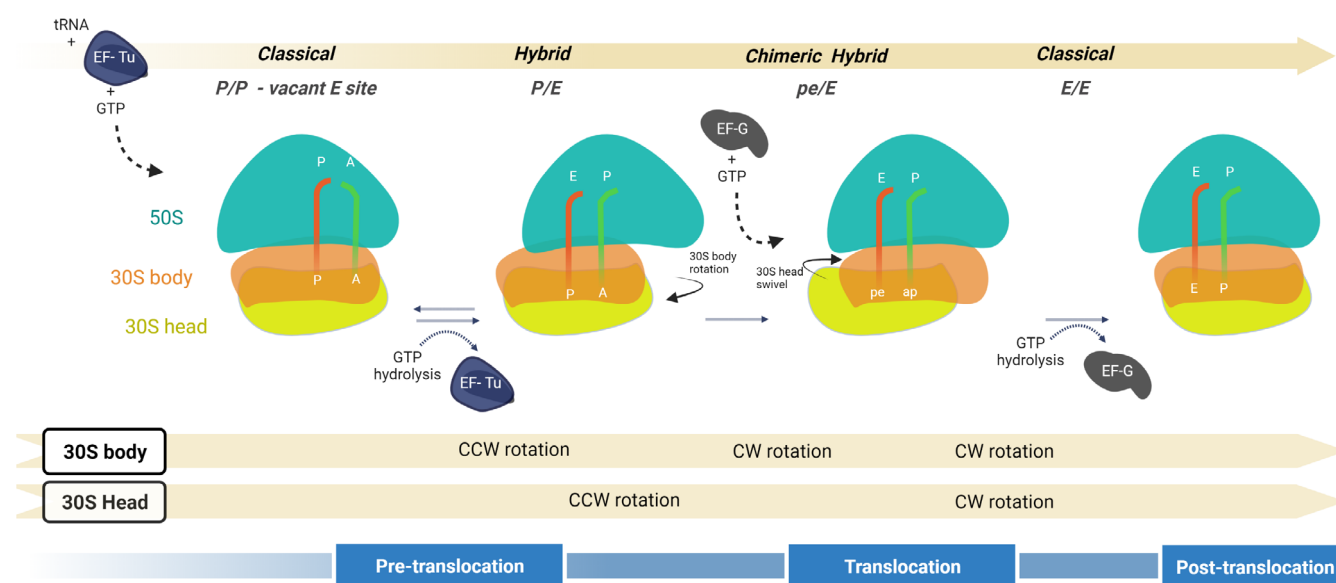 tRNA
+
EF- Tu
+
GTP
Classical
Hybrid
Chimeric Hybrid
Classical
P/P - vacant E site
P/E
pe/E
E/E
EF-G
+
GTP
P A
E P
E P
E P
50S
30S body
30S head
P A
P A
pe ap
E P
30S body
rotation
30S head
swivel
GTP
hydrolysis
EF- Tu
GTP
hydrolysis
EF-G
30S body
CCW rotation
CW rotation
CW rotation
30S Head
CCW rotation
CW rotation
Pre-translocation
Translocation
Post-translocation